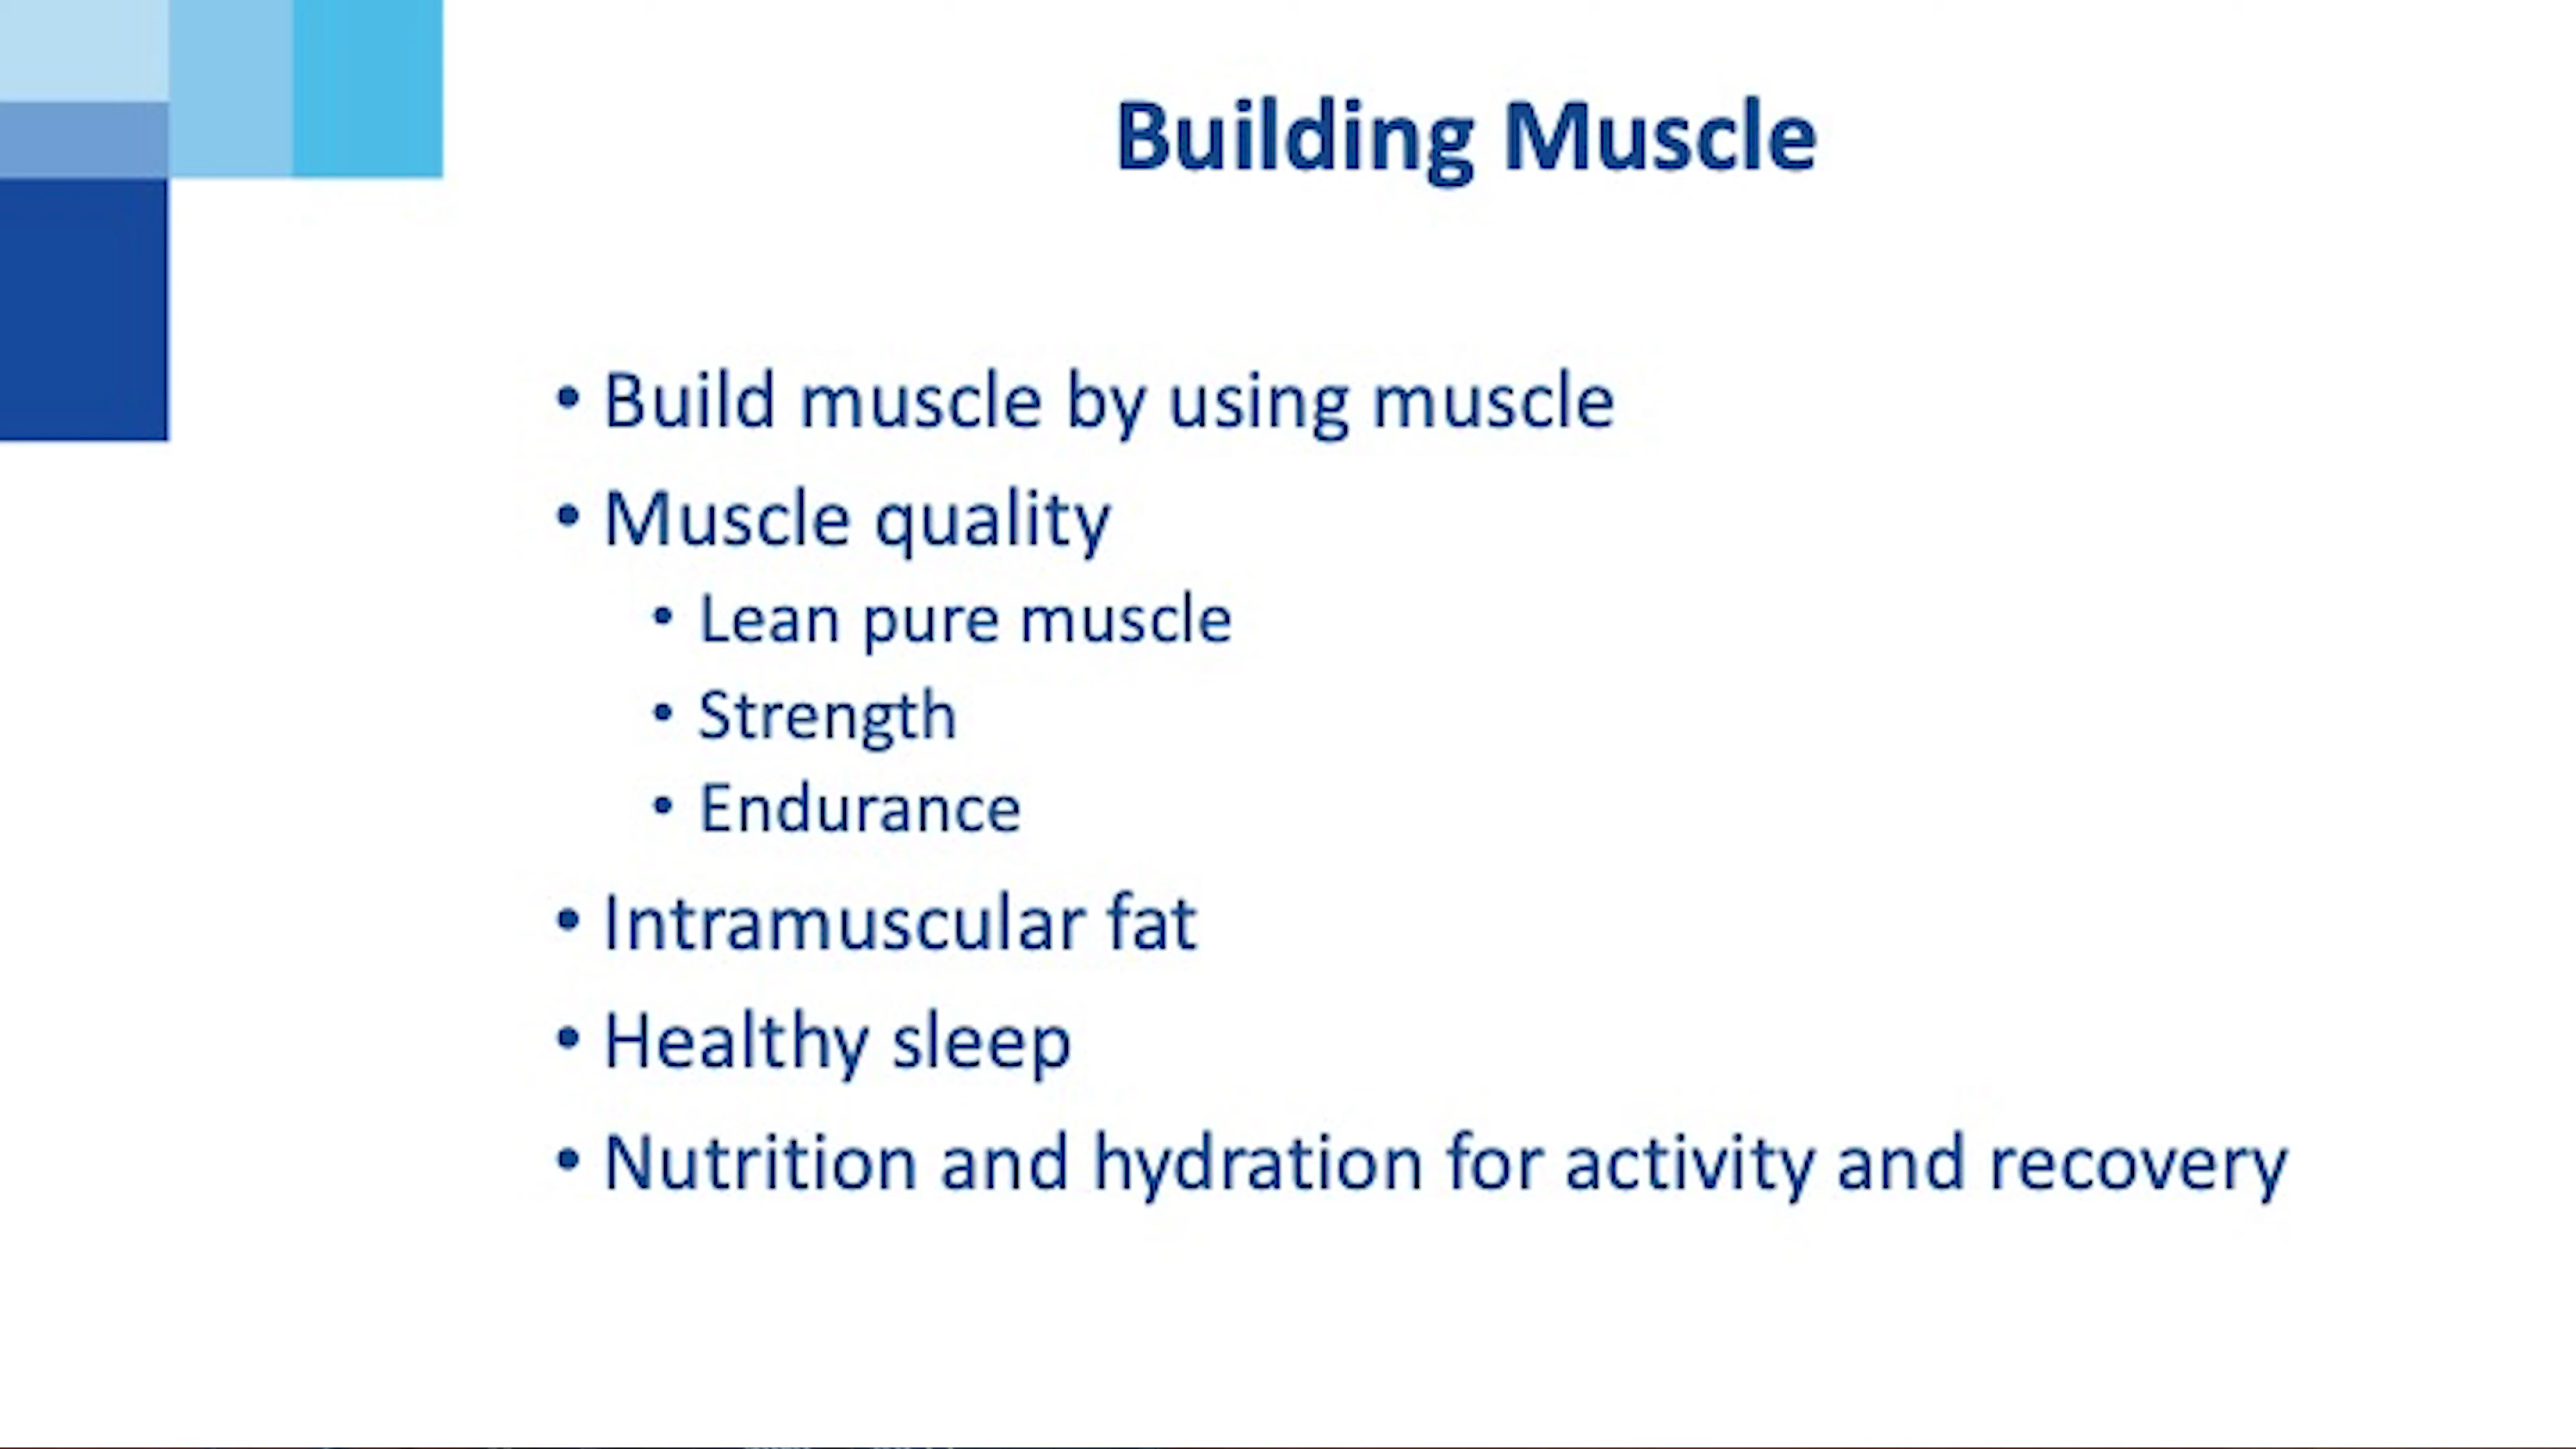 Building Muscle
• Build muscle by using muscle
• Muscle quality
• Lean pure muscle
• Strength
• Endurance
• Intramuscular fat
• Healthy sleep
• Nutrition and hydration for activity and recovery